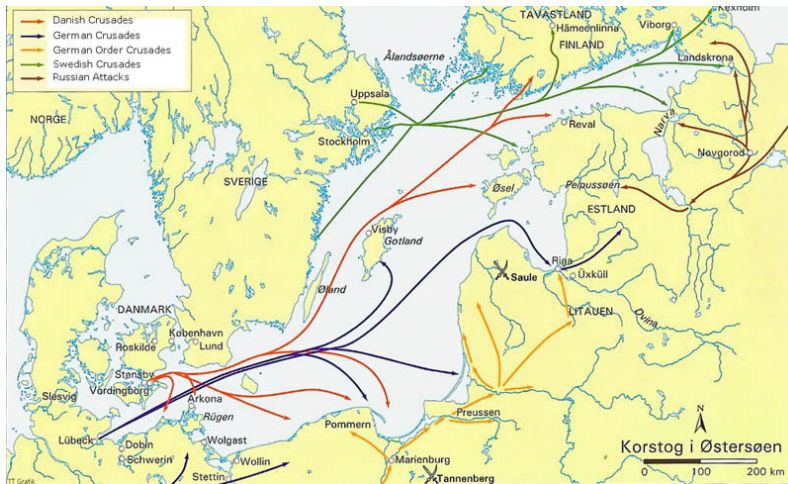 Danish Crusades
German Crusades
German Order Crusades
Swedish Crusades
Russian Attacks
TAVASTLAND
Hämeenlinna
FINLAND
Viborg
Kexholm
Landskrona
Ålandsøerne
Uppsala
NORGE
Stockholm
Reval
Narva
Novgorod
SVERIGE
Øsel
Peipussøen
ESTLAND
Visby
Gotland
Riga
Üxküll
Saule
Øland
LITAUEN
Dvina
DANMARK
København
Roskilde
Lund
Stensby
Vordingborg
Slesvig
Arkona
Rügen
Preussen
Pommern
Lübeck
Dobin
Wolgast
Schwerin
Wollin
Marienburg
Stettin
Tannenberg
N
Korstog i Østersøen
0 100 200 km
TT Grafik